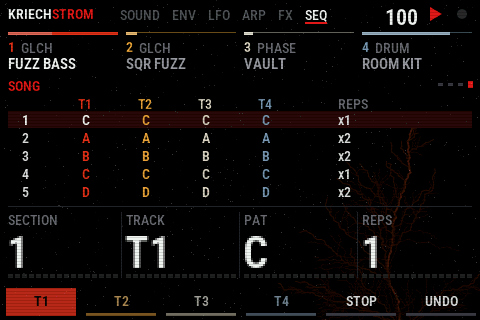 KRIECHSTROM SOUND ENV LFO ARP FX SEQ 100
1 GLCH 2 GLCH 3 PHASE 4 DRUM
FUZZ BASS SQR FUZZ VAULT ROOM KIT
SONG
T1 T2 T3 T4 REPS
1 C C C C x1
2 A A A A x2
3 B B B B x2
4 C C C C x1
5 D D D D x2
SECTION TRACK PAT REPS
1 T1 C 1
T1 T2 T3 T4 STOP UNDO